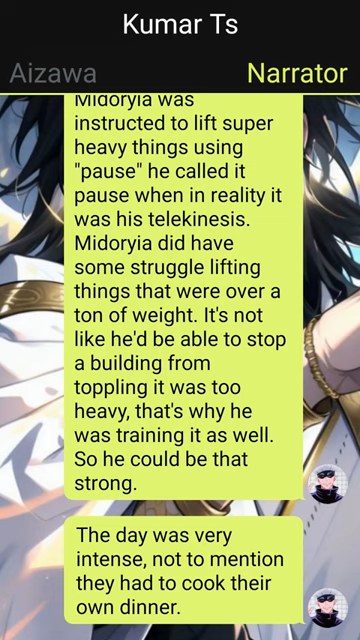 Kumar Ts
Aizawa
Narrator
Midoryia was
instructed to lift super
heavy things using
"pause" he called it
pause when in reality it
was his telekinesis.
Midoryia did have
some struggle lifting
things that were over a
ton of weight. It's not
like he'd be able to stop
a building from
toppling it was too
heavy, that's why he
was training it as well.
So he could be that
strong.
The day was very
intense, not to mention
they had to cook their
own dinner.